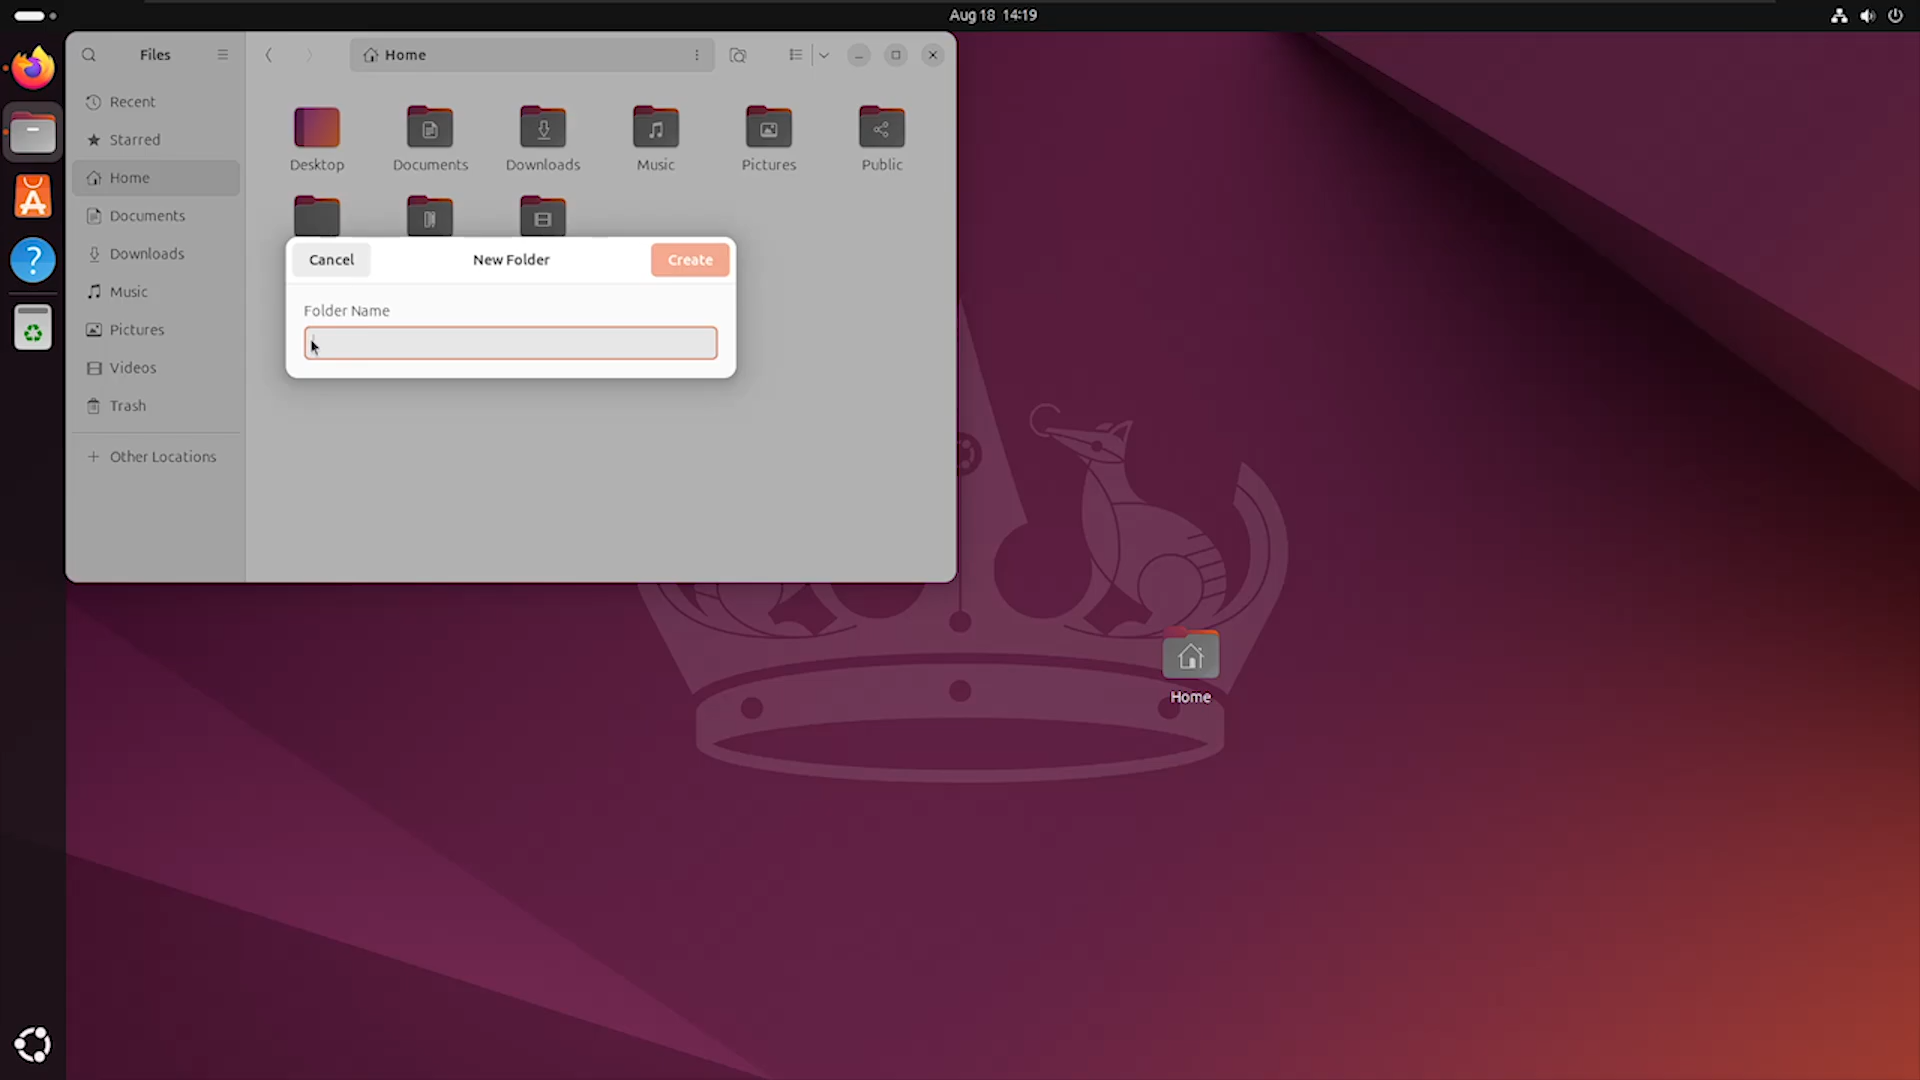 Aug 18 14:19
Files
Home
Recent
Starred
Home
Documents
Downloads
Music
Pictures
Videos
Trash
Other Locations
Desktop
Documents
Downloads
Music
Pictures
Public
Cancel
New Folder
Create
Folder Name
Home